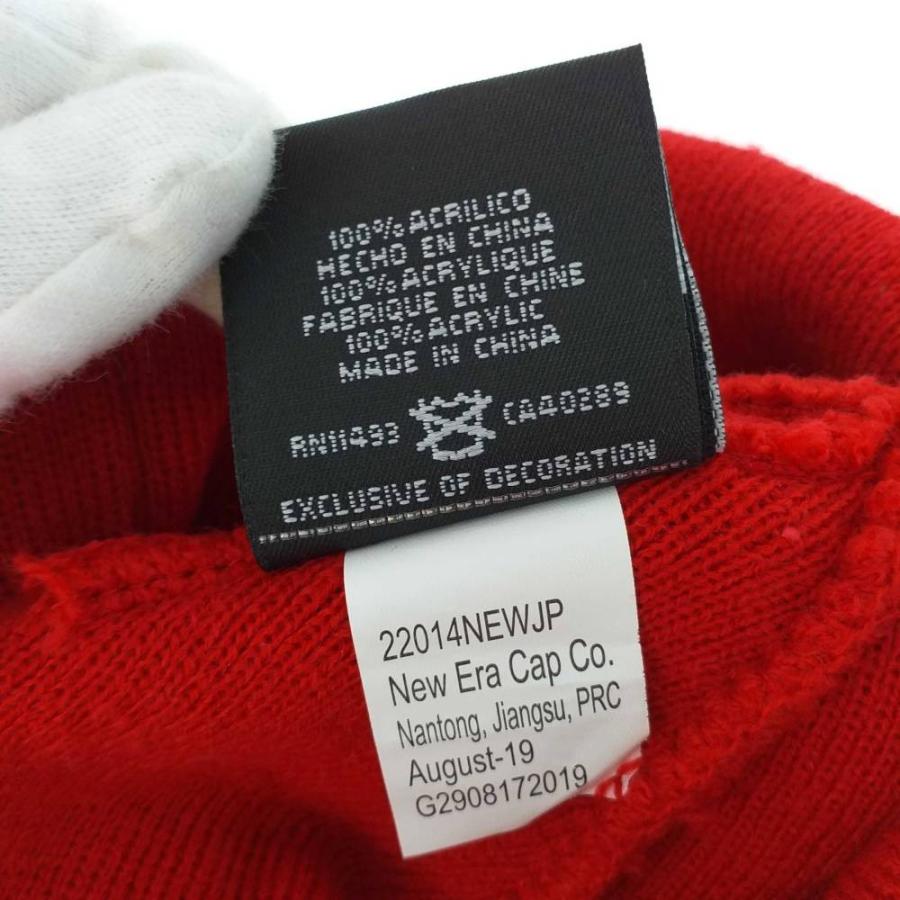 100% ACRILICO
HECHO EN CHINA
100% ACRYLIQUE
FABRIQUE EN CHINE
100% ACRYLIC
MADE IN CHINA
RN11493 CA40289
EXCLUSIVE OF DECORATION
22014NEWJP
New Era Cap Co.
Nantong, Jiangsu, PRC
August-19
G2908172019